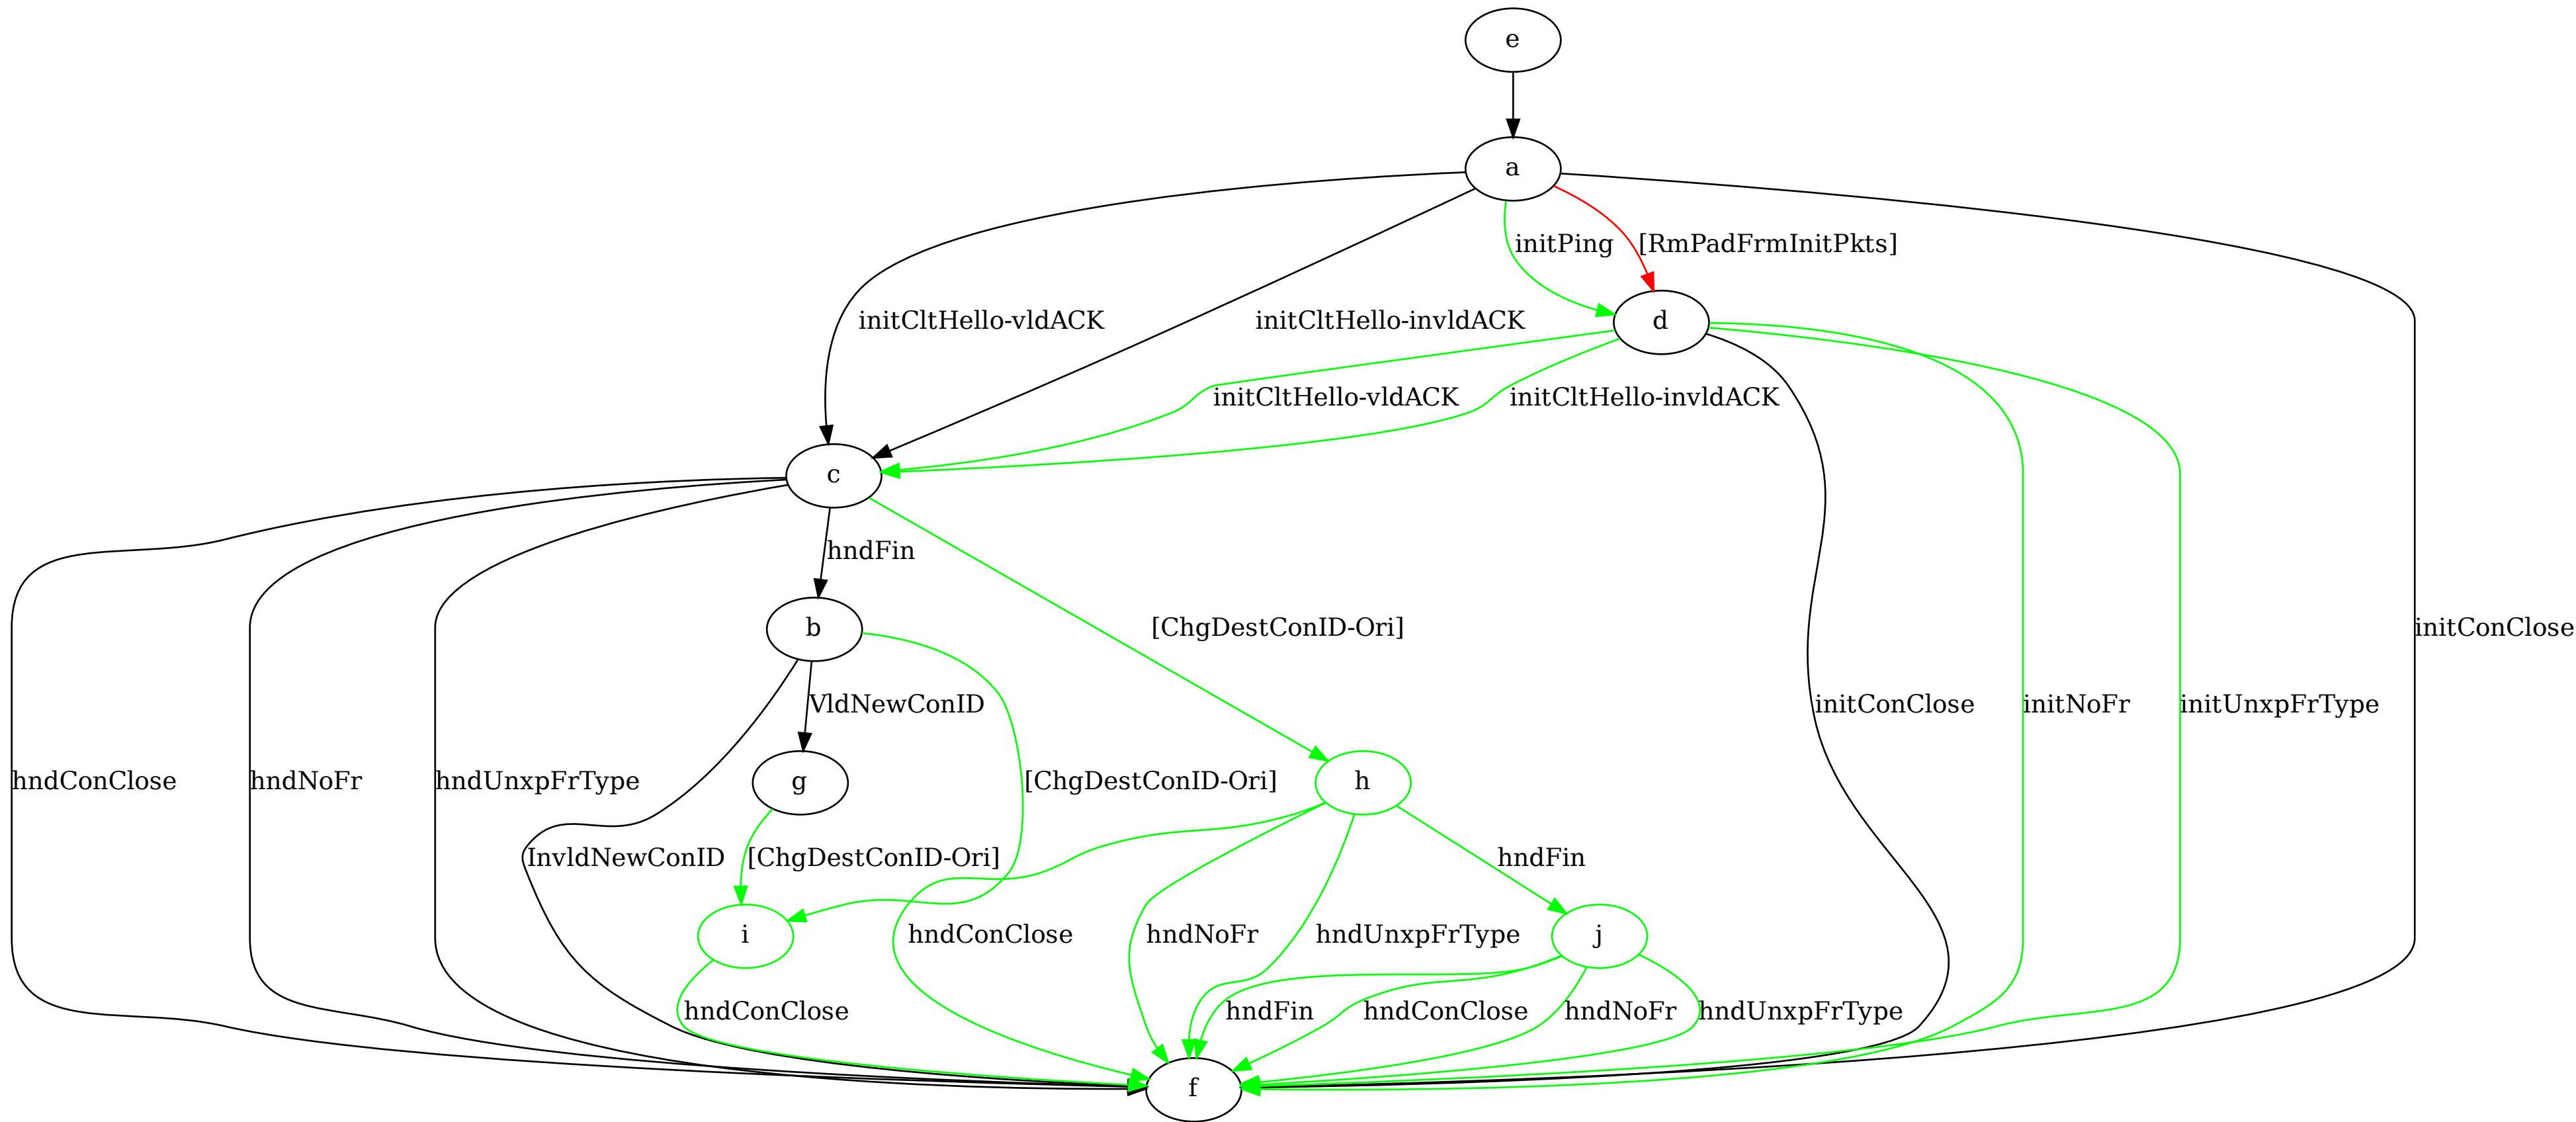 e
a
initPing
[RmPadFrmInitPkts]
initCltHello-vldACK
initCltHello-invldACK
d
initCltHello-vldACK
initCltHello-invldACK
c
hndFin
b
[ChgDestConID-Ori]
initConClose
VldNewConID
initConClose
initNoFr
initUnxpFrType
hndConClose
hndNoFr
hndUnxpFrType
g
[ChgDestConID-Ori]
h
InvldNewConID
[ChgDestConID-Ori]
hndFin
i
hndConClose
hndNoFr
hndUnxpFrType
j
hndConClose
hndFin
hndConClose
hndNoFr
hndUnxpFrType
f